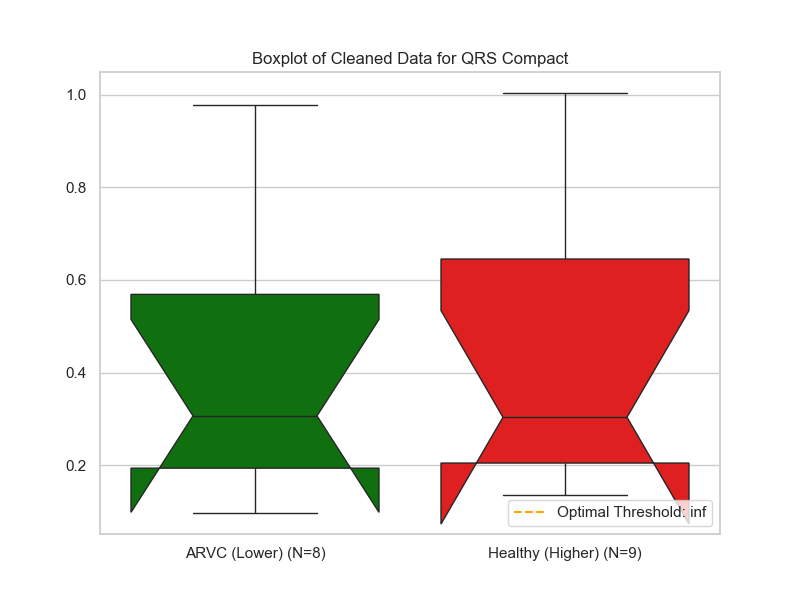 Boxplot of Cleaned Data for QRS Compact
1.0
0.8
0.6
0.4
0.2
Optimal Threshold: inf
ARVC (Lower) (N=8)
Healthy (Higher) (N=9)